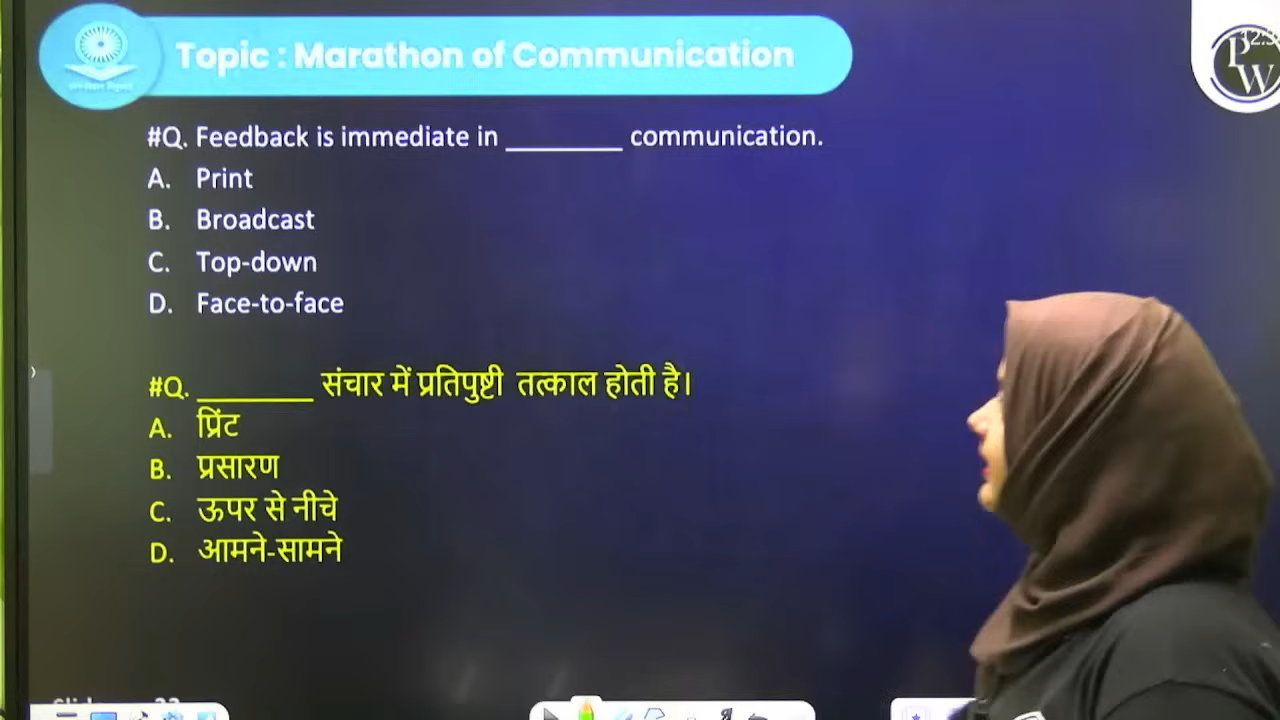 Topic : Marathon of Communication
PW
#Q. Feedback is immediate in ________ communication.
A. Print
B. Broadcast
C. Top-down
D. Face-to-face
#Q. ________ संचार में प्रतिपुष्टी तत्काल होती है।
A. प्रिंट
B. प्रसारण
C. ऊपर से नीचे
D. आमने-सामने